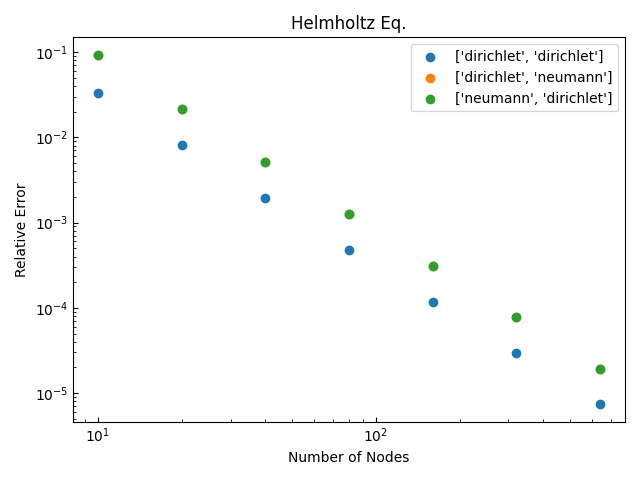 Helmholtz Eq.
['dirichlet', 'dirichlet']
['dirichlet', 'neumann']
['neumann', 'dirichlet']
Relative Error
10⁻¹
10⁻²
10⁻³
10⁻⁴
10⁻⁵
10¹
10²
Number of Nodes